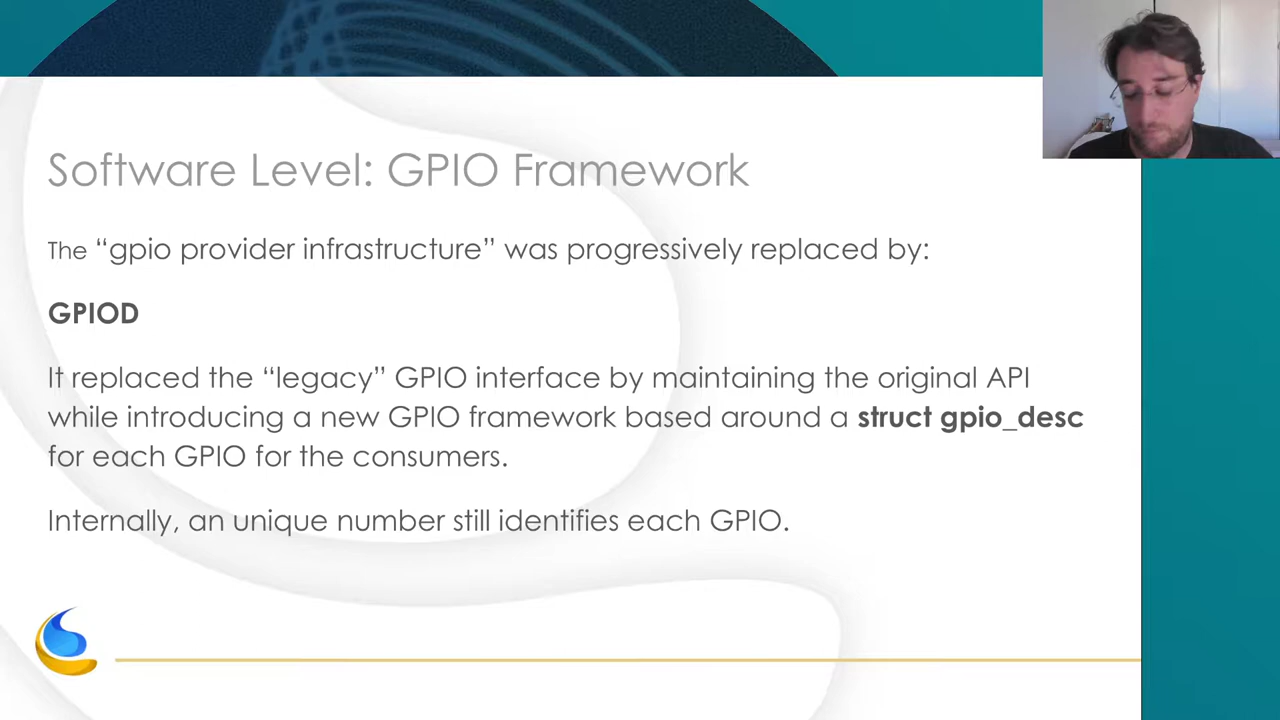 Software Level: GPIO Framework
The “gpio provider infrastructure” was progressively replaced by:
GPIOD
It replaced the “legacy” GPIO interface by maintaining the original API
while introducing a new GPIO framework based around a struct gpio_desc
for each GPIO for the consumers.
Internally, an unique number still identifies each GPIO.